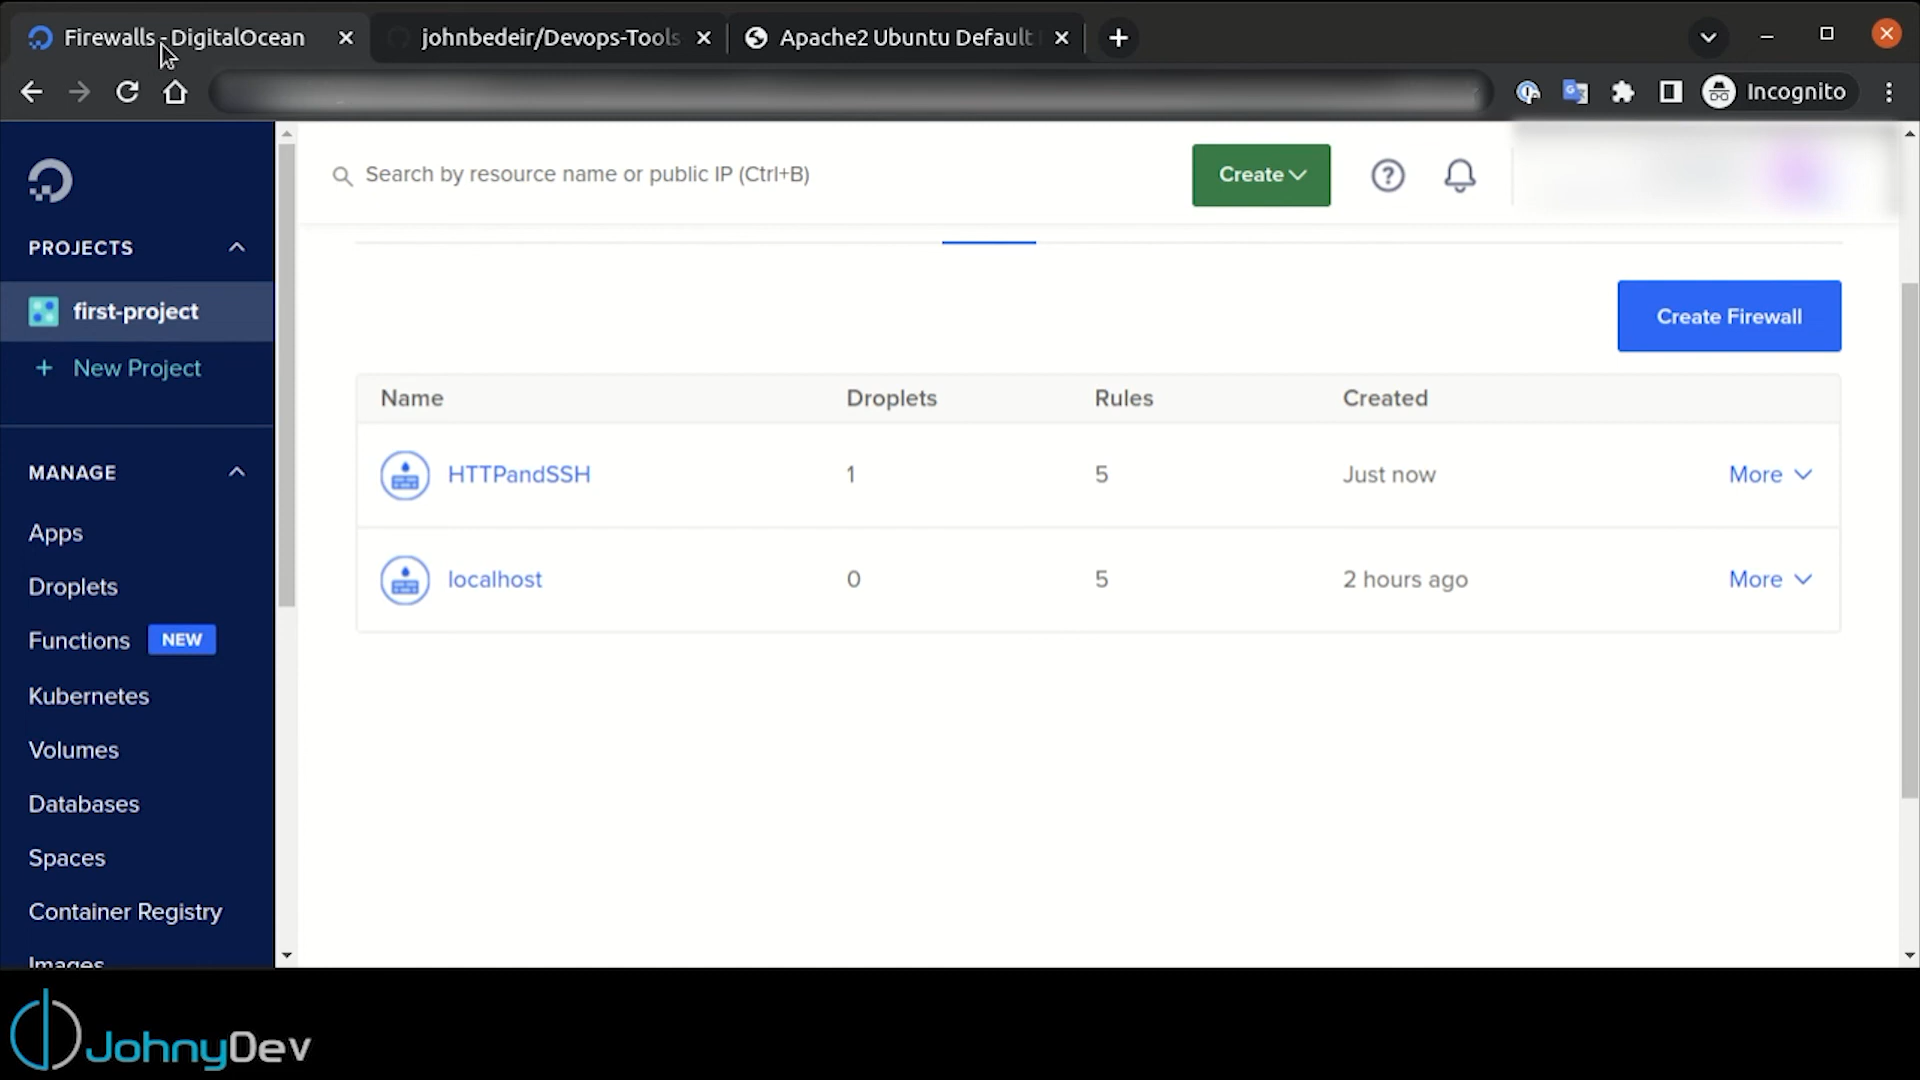 Firewalls - DigitalOcean
johnbedeir/Devops-Tools
Apache2 Ubuntu Default
Incognito
Search by resource name or public IP (Ctrl+B)
Create
PROJECTS
first-project
+ New Project
Create Firewall
Name Droplets Rules Created
HTTPandSSH 1 5 Just now More
localhost 0 5 2 hours ago More
MANAGE
Apps
Droplets
Functions NEW
Kubernetes
Volumes
Databases
Spaces
Container Registry
Images
JohnyDev